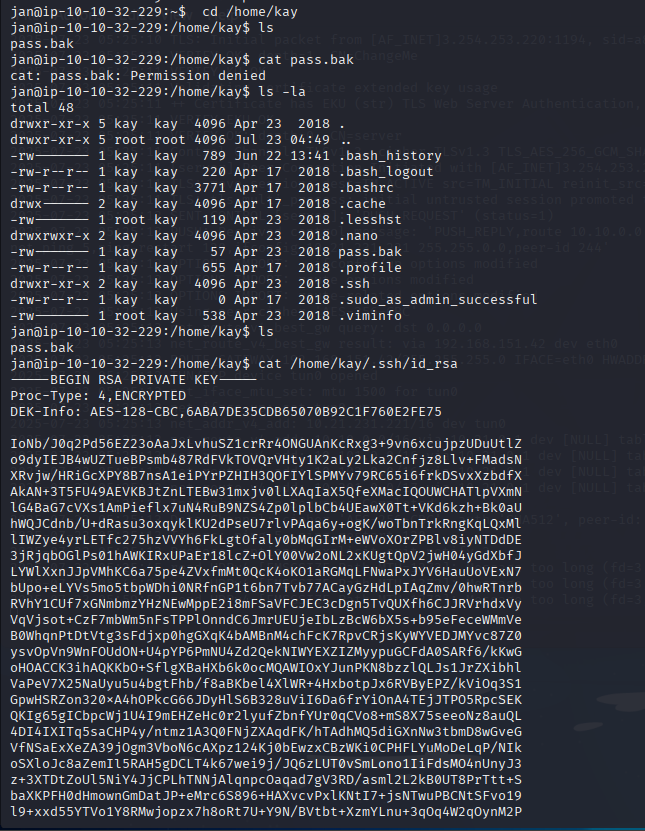 jan@ip-10-10-32-229:~$ cd /home/kay
jan@ip-10-10-32-229:/home/kay$ ls
pass.bak
jan@ip-10-10-32-229:/home/kay$ cat pass.bak
cat: pass.bak: Permission denied
jan@ip-10-10-32-229:/home/kay$ ls -la
total 48
drwxr-xr-x 5 kay  kay  4096 Apr 23  2018 .
drwxr-xr-x 5 root root 4096 Jul 23 04:49 ..
-rw------- 1 kay  kay   789 Jun 22 13:41 .bash_history
-rw-r--r-- 1 kay  kay   220 Apr 17  2018 .bash_logout
-rw-r--r-- 1 kay  kay  3771 Apr 17  2018 .bashrc
drwx------ 2 kay  kay  4096 Apr 17  2018 .cache
-rw------- 1 root kay   119 Apr 23  2018 .lesshst
drwxrwxr-x 2 kay  kay  4096 Apr 23  2018 .nano
-rw------- 1 kay  kay    57 Apr 23  2018 pass.bak
-rw-r--r-- 1 kay  kay   655 Apr 17  2018 .profile
drwxr-xr-x 2 kay  kay  4096 Apr 23  2018 .ssh
-rw-r--r-- 1 kay  kay     0 Apr 17  2018 .sudo_as_admin_successful
-rw------- 1 root kay   538 Apr 23  2018 .viminfo
jan@ip-10-10-32-229:/home/kay$ ls
pass.bak
jan@ip-10-10-32-229:/home/kay$ cat /home/kay/.ssh/id_rsa
-----BEGIN RSA PRIVATE KEY-----
Proc-Type: 4,ENCRYPTED
DEK-Info: AES-128-CBC,6ABA7DE35CDB65070B92C1F760E2FE75

IoNb/J0q2Pd56EZ23oAaJxLvhuSZ1crRr4ONGUAnKcRxg3+9vn6xcujpzUDuUtlZ
o9dyIEJB4wUZTueBPsmb487RdFVkTOVQrVHty1K2aLy2Lka2Cnfjz8Llv+FMadsN
XRvjw/HRiGcXPY8B7nsA1eiPYrPZHIH3QOFIYlSPMYv79RC65i6frkDSvxXzbdfX
AkAN+3T5FU49AEVKBJtZnLTEBw31mxjv0lLXAqIaX5QfeXMacIQOUWCHATlpVXmN
lG4BaG7cVXs1AmPieflx7uN4RuB9NZS4Zp0lplbCb4UEawX0Tt+VKd6kzh+Bk0aU
hWQJCdnb/U+dRasu3oxqyklKU2dPseU7rlvPAqa6y+ogK/woTbnTrkRngKqLQxMl
lIWZye4yrLETfc275hzVVYh6FkLgtOfaly0bMqGIrM+eWVoXOrZPBlv8iyNTDdDE
3jRjqbOGlPs01hAWKIRxUPaEr18lcZ+OlY00Vw2oNL2xKUgtQpV2jwH04yGdXbfJ
LYWlXxnJJpVMhKC6a75pe4ZVxfmMt0QcK4oKO1aRGMqLFNwaPxJYV6HauUoVExN7
bUpo+eLYVs5mo5tbpWDhi0NRfnGP1t6bn7Tvb77ACayGzHdLpIAqZmv/0hwRTnrb
RVhY1CUf7xGNmbmzYHzNEwMppE2i8mFSaVFCJEC3cDgn5TvQUXfh6CJJRVrhdxVy
VqVjsot+CzF7mbWm5nFsTPPlOnndC6JmrUEUjeIbLzBcW6bX5s+b95eFeceWMmVe
B0WhqnPtDtVtg3sFdjxp0hgGXqK4bAMBnM4chFcK7RpvCRjsKyWYVEDJMYvc87Z0
ysvOpVn9WnFOUdON+U4pYP6PmNU4Zd2QekNIWYEXZIZMyypuGCFdA0SARf6/kKwG
oHOACCK3ihAQKKbO+SflgXBaHXb6k0ocMQAWIOxYJunPKN8bzzlQLJs1JrZXibhl
VaPeV7X25NaUyu5u4bgtFhb/f8aBKbel4XlWR+4HxbotpJx6RVByEPZ/kViOq3S1
GpwHSRZon320×A4hOPkcG66JDyHlS6B328uViI6Da6frYiOnA4TEjJTPO5RpcSEK
QKIg65gICbpcWj1U4I9mEHZeHc0r2lyufZbnfYUr0qCVo8+mS8X75seeoNz8auQL
4DI4IXITq5saCHP4y/ntmz1A3Q0FNjZXAqdFK/hTAdhMQ5diGXnNw3tbmD8wGveG
VfNSaExXeZA39jOgm3VboN6cAXpz124Kj0bEwzxCBzWKi0CPHFLYuMoDeLqP/NIk
oSXloJc8aZemIl5RAH5gDCLT4k67wei9j/JQ6zLUT0vSmLono1IiFdsMO4nUnyJ3
z+3XTDtZoUl5NiY4JjCPLhTNNjAlqnpcOaqad7gV3RD/asml2L2kB0UT8PrTtt+S
baXKPFH0dHmownGmDatJP+eMrc6S896+HAXvcvPxlKNtI7+jsNTwuPBCNtSFvo19
l9+xxd55YTVo1Y8RMwjopzx7h8oRt7U+Y9N/BVtbt+XzmYLnu+3qOq4W2qOynM2P